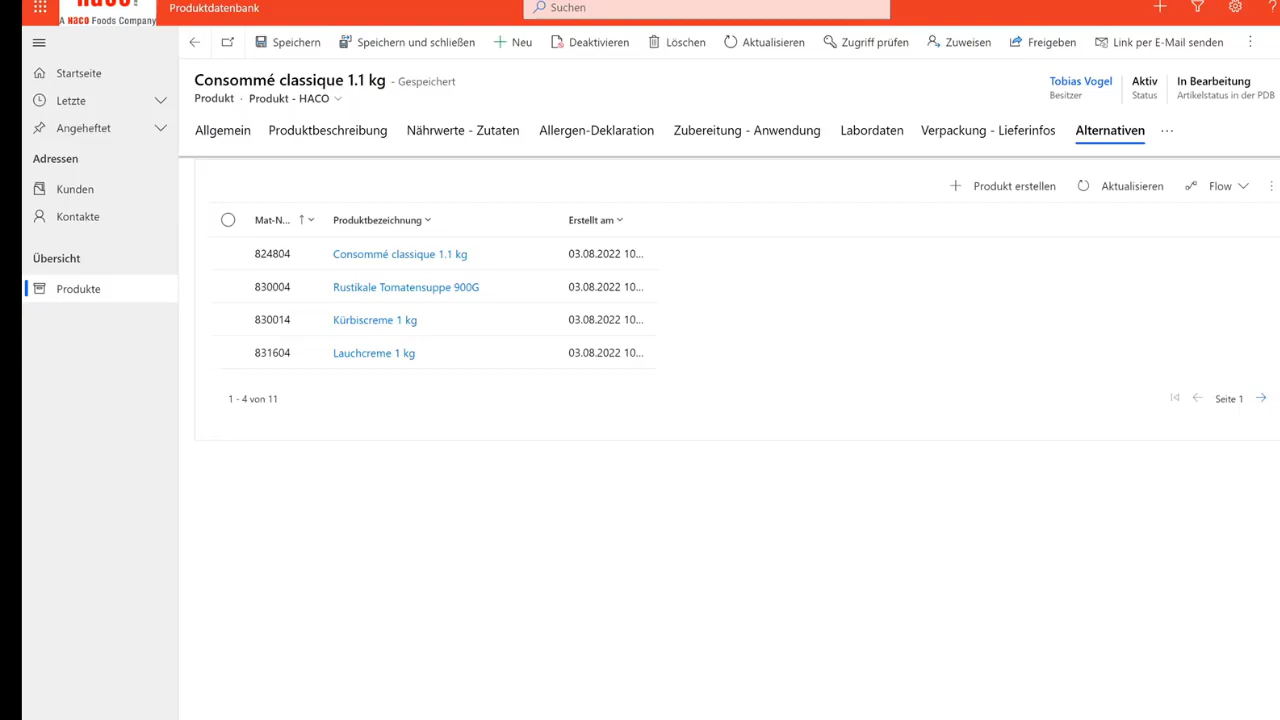 A HACO Foods Company
Produktdatenbank
Suchen
Speichern
Speichern und schließen
Neu
Deaktivieren
Löschen
Aktualisieren
Zugriff prüfen
Zuweisen
Freigeben
Link per E-Mail senden
Startseite
Letzte
Angeheftet
Adressen
Kunden
Kontakte
Übersicht
Produkte
Consommé classique 1.1 kg - Gespeichert
Produkt · Produkt - HACO
Tobias Vogel
Besitzer
Aktiv
Status
In Bearbeitung
Artikelstatus in der PDB
Allgemein Produktbeschreibung Nährwerte - Zutaten Allergen-Deklaration Zubereitung - Anwendung Labordaten Verpackung - Lieferinfos Alternativen ...
Produkt erstellen Aktualisieren Flow
Mat-N... Produktbezeichnung Erstellt am
824804 Consommé classique 1.1 kg 03.08.2022 10...
830004 Rustikale Tomatensuppe 900G 03.08.2022 10...
830014 Kürbiscreme 1 kg 03.08.2022 10...
831604 Lauchcreme 1 kg 03.08.2022 10...
1 - 4 von 11
Seite 1